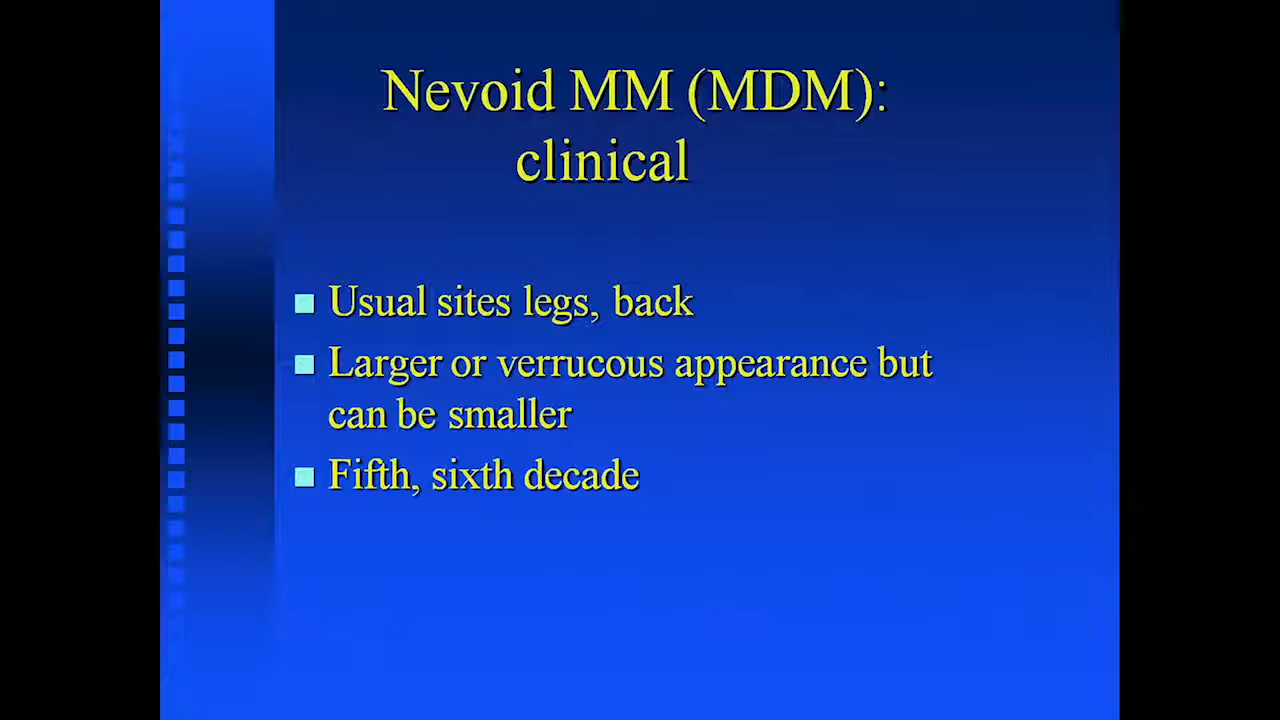 Nevoid MM (MDM):
clinical
Usual sites legs, back
Larger or verrucous appearance but
can be smaller
Fifth, sixth decade